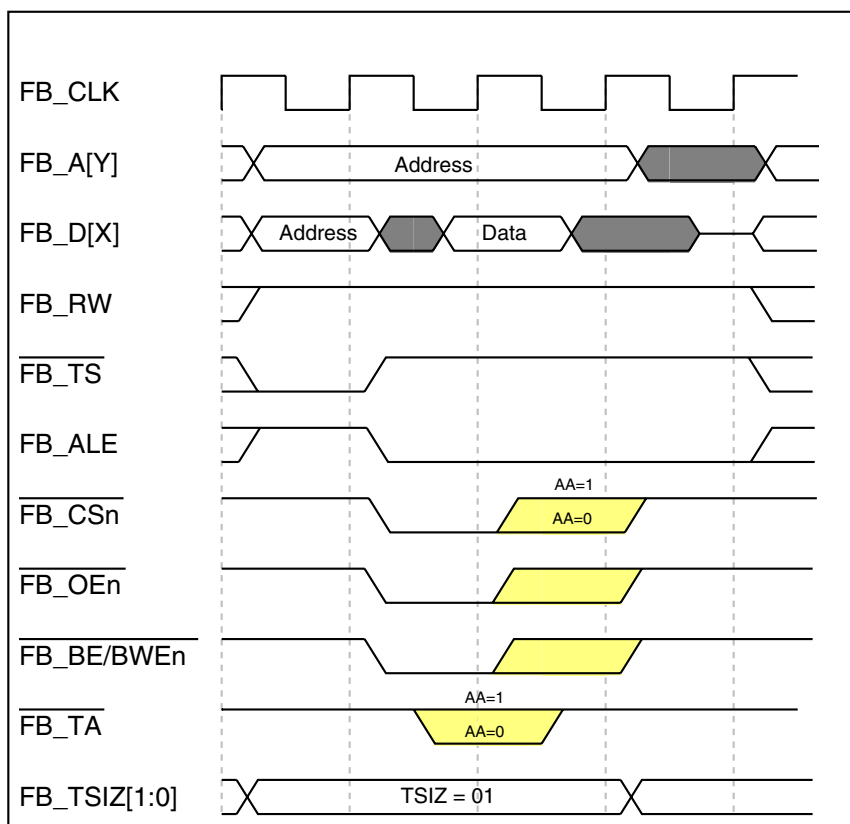 FB_CLK
FB_A[Y] Address
FB_D[X] Address Data
FB_RW
FB_TS
FB_ALE
AA=1
FB_CSn AA=0
FB_OEn
FB_BE/BWEn
AA=1
FB_TA AA=0
FB_TSIZ[1:0] TSIZ = 01